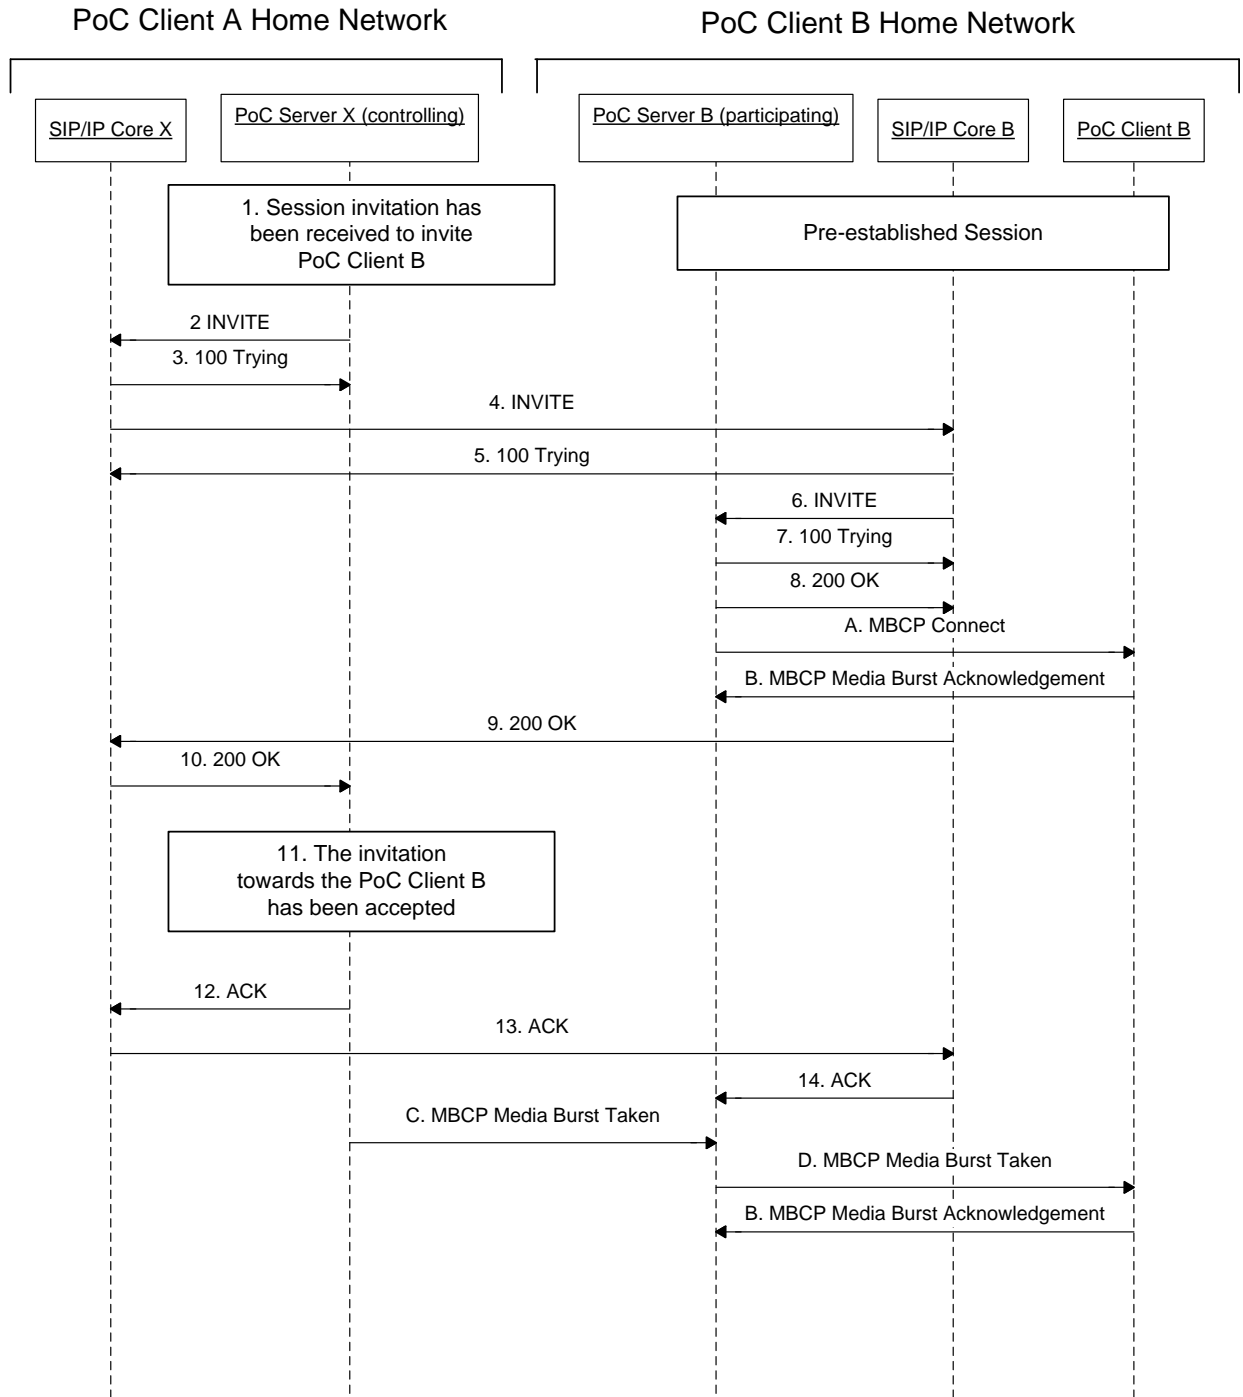 PoC Client A Home Network
PoC Client B Home Network
SIP/IP Core X
PoC Server X (controlling)
PoC Server B (participating)
SIP/IP Core B
PoC Client B
1. Session invitation has
been received to invite
PoC Client B
Pre-established Session
2 INVITE
3. 100 Trying
4. INVITE
5. 100 Trying
6. INVITE
7. 100 Trying
8. 200 OK
A. MBCP Connect
B. MBCP Media Burst Acknowledgement
9. 200 OK
10. 200 OK
11. The invitation
towards the PoC Client B
has been accepted
12. ACK
13. ACK
14. ACK
C. MBCP Media Burst Taken
D. MBCP Media Burst Taken
B. MBCP Media Burst Acknowledgement